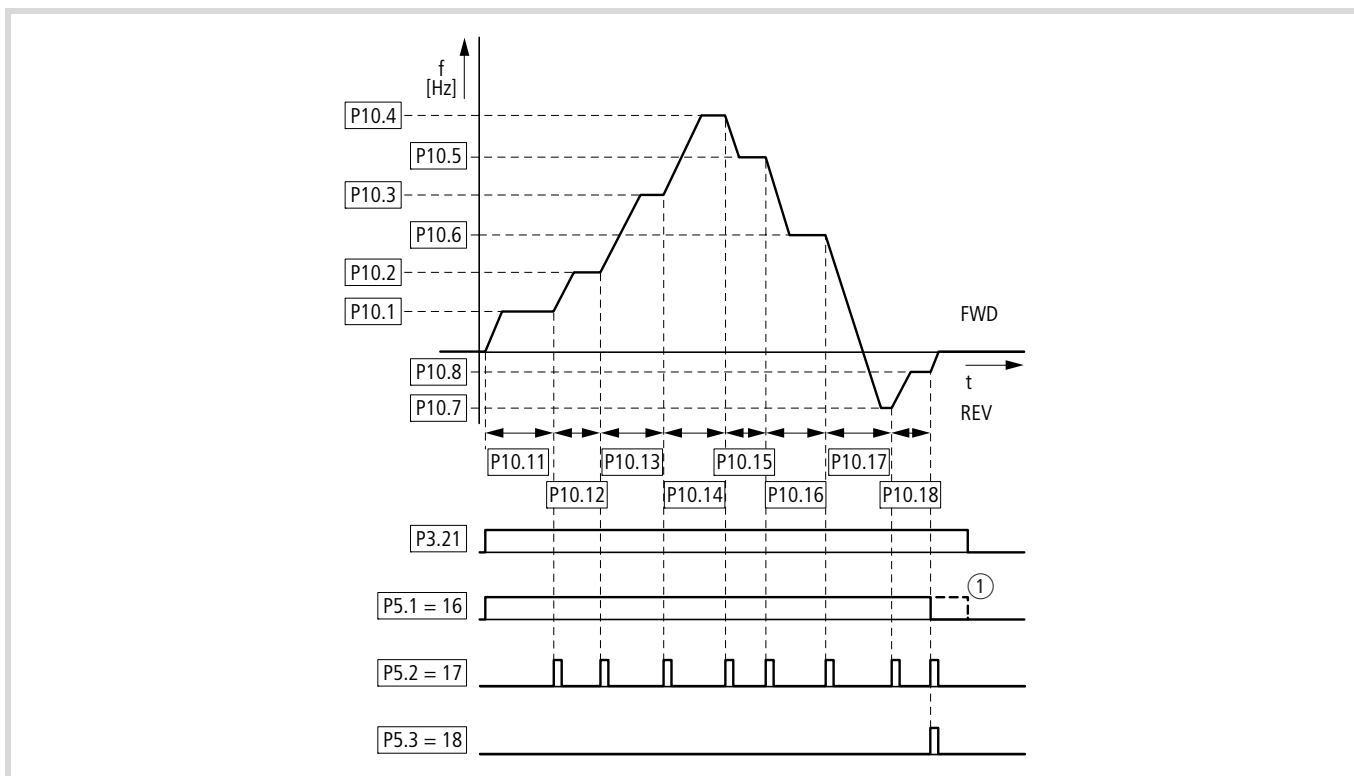 f
[Hz]
P10.4
P10.5
P10.3
P10.6
P10.2
P10.1
FWD
P10.8
t
P10.7
REV
P10.11
P10.13
P10.15
P10.17
P10.12
P10.14
P10.16
P10.18
P3.21
1
P5.1 = 16
P5.2 = 17
P5.3 = 18